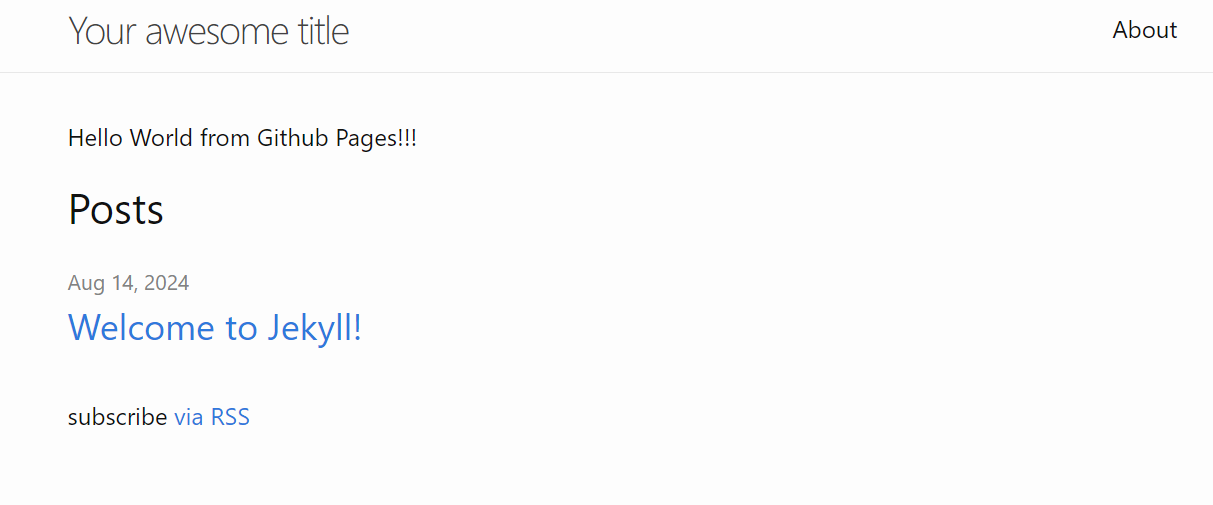 Your awesome title
About
Hello World from Github Pages!!!
Posts
Aug 14, 2024
Welcome to Jekyll!
subscribe via RSS